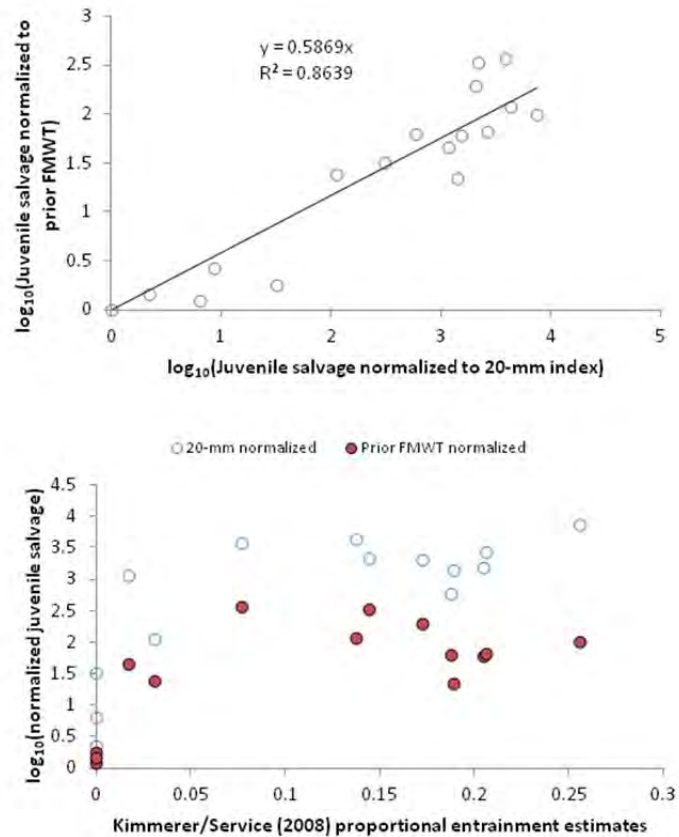 3
2.5
2
1.5
1
0.5
0
log10(Juvenile salvage normalized to
prior FMWT)
y = 0.5869x
R² = 0.8639
0 1 2 3 4 5
log10(Juvenile salvage normalized to 20-mm index)
20-mm normalized Prior FMWT normalized
4.5
4
3.5
3
2.5
2
1.5
1
0.5
0
log10(normalized juvenile salvage)
0 0.05 0.1 0.15 0.2 0.25 0.3
Kimmerer/Service (2008) proportional entrainment estimates